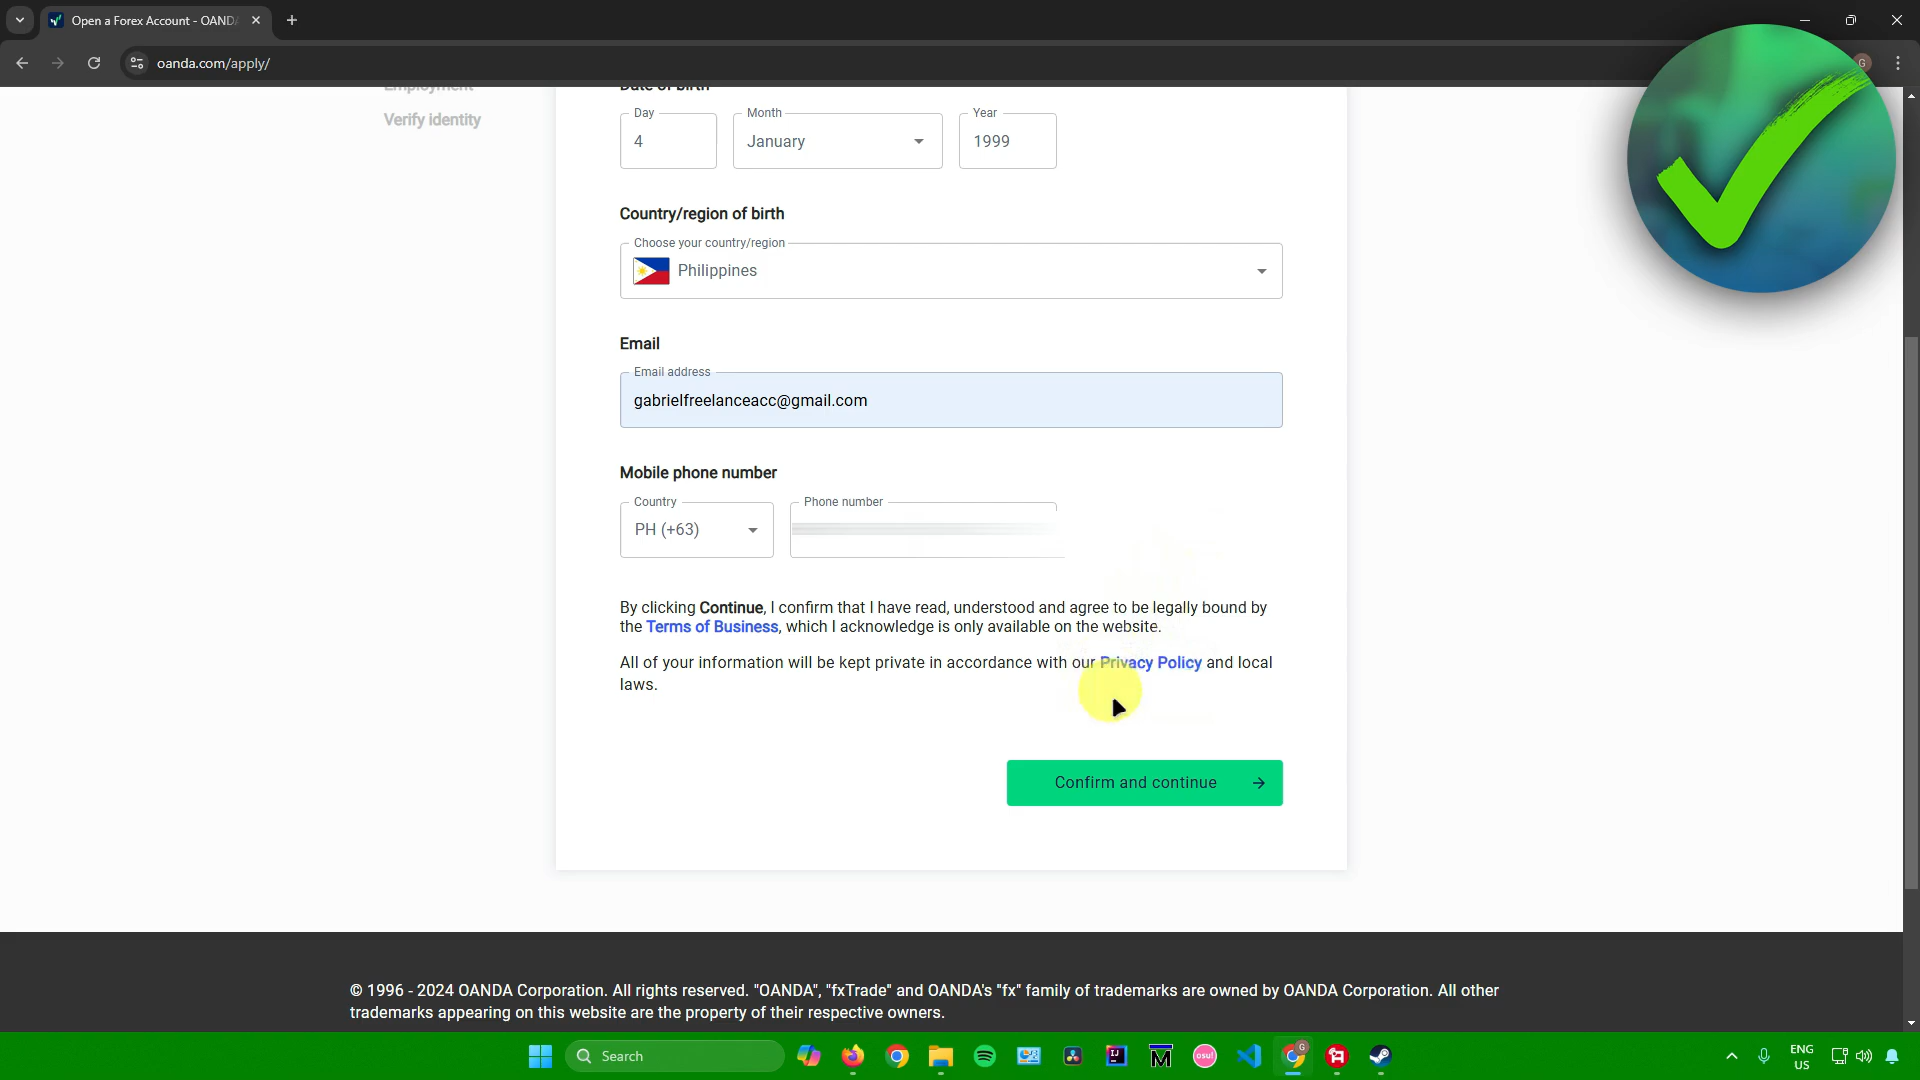 Open a Forex Account - OAND
oanda.com/apply/
G
Employment
Verify identity
Date of birth
Day
Month
Year
4
January
1999
Country/region of birth
Choose your country/region
Philippines
Email
Email address
gabrielfreelanceacc@gmail.com
Mobile phone number
Country
Phone number
PH (+63)
By clicking Continue, I confirm that I have read, understood and agree to be legally bound by
the Terms of Business, which I acknowledge is only available on the website.
All of your information will be kept private in accordance with our Privacy Policy and local
laws.
Confirm and continue
© 1996 - 2024 OANDA Corporation. All rights reserved. "OANDA", "fxTrade" and OANDA's "fx" family of trademarks are owned by OANDA Corporation. All other
trademarks appearing on this website are the property of their respective owners.
Search
osu!
G
ENG
US